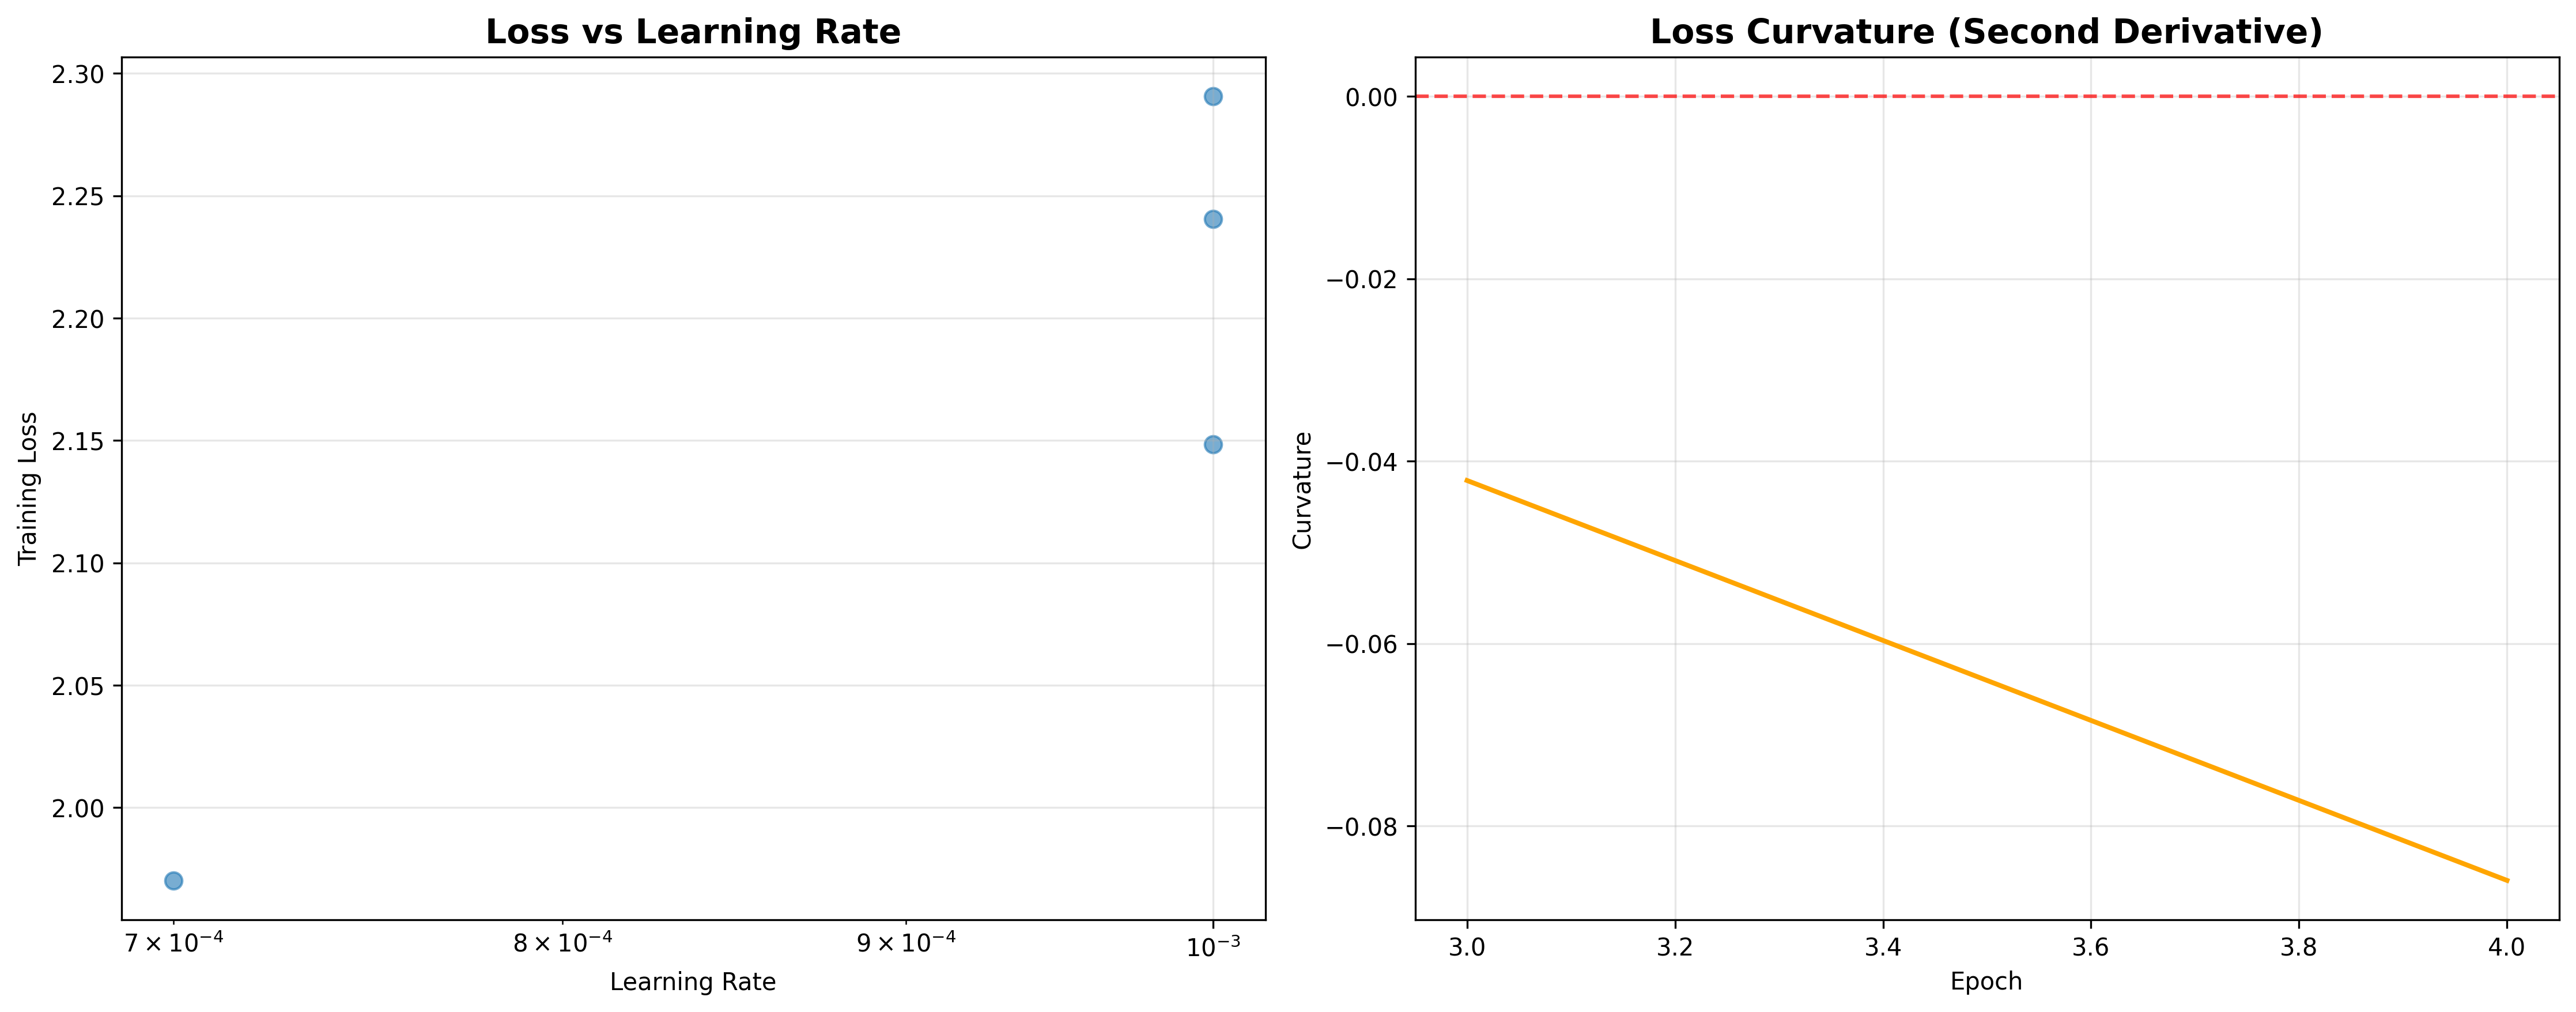 Loss vs Learning Rate
2.30
2.25
2.20
2.15
2.10
2.05
2.00
Training Loss
7 × 10⁻⁴
8 × 10⁻⁴
9 × 10⁻⁴
10⁻³
Learning Rate
Loss Curvature (Second Derivative)
0.00
−0.02
−0.04
−0.06
−0.08
Curvature
3.0
3.2
3.4
3.6
3.8
4.0
Epoch